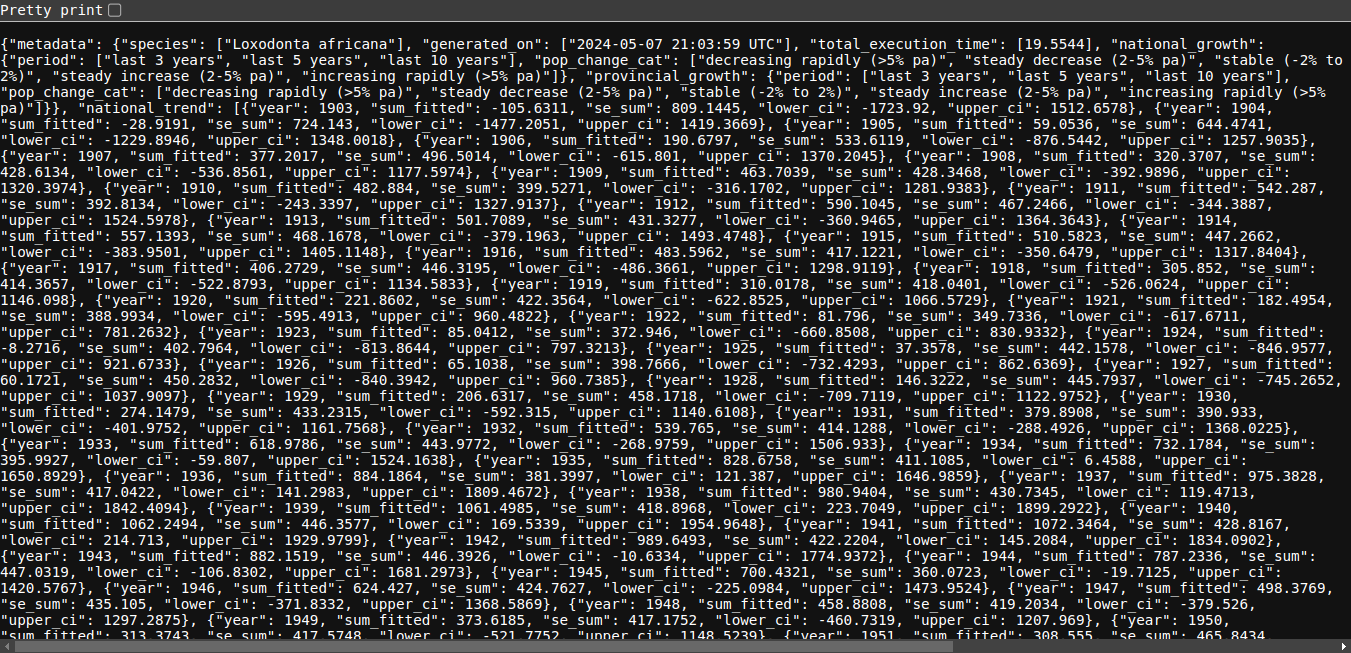 Pretty print
{"metadata": {"species": ["Loxodonta africana"], "generated_on": ["2024-05-07 21:03:59 UTC"], "total_execution_time": [19.5544], "national_growth":
{"period": ["last 3 years", "last 5 years", "last 10 years"], "pop_change_cat": ["decreasing rapidly (>5% pa)", "steady decrease (2-5% pa)", "stable (-2% to
2%)", "steady increase (2-5% pa)", "increasing rapidly (>5% pa)"]}, "provincial_growth": {"period": ["last 3 years", "last 5 years", "last 10 years"],
"pop_change_cat": ["decreasing rapidly (>5% pa)", "steady decrease (2-5% pa)", "stable (-2% to 2%)", "steady increase (2-5% pa)", "increasing rapidly (>5%
pa)"]}}, "national_trend": [{"year": 1903, "sum_fitted": -105.6311, "se_sum": 809.1445, "lower_ci": -1723.92, "upper_ci": 1512.6578}, {"year": 1904,
"sum_fitted": -28.9191, "se_sum": 724.143, "lower_ci": -1477.2051, "upper_ci": 1419.3669}, {"year": 1905, "sum_fitted": 59.0536, "se_sum": 644.4741,
"lower_ci": -1229.8946, "upper_ci": 1348.0018}, {"year": 1906, "sum_fitted": 190.6797, "se_sum": 533.6119, "lower_ci": -876.5442, "upper_ci": 1257.9035},
{"year": 1907, "sum_fitted": 377.2017, "se_sum": 496.5014, "lower_ci": -615.801, "upper_ci": 1370.2045}, {"year": 1908, "sum_fitted": 320.3707, "se_sum":
428.6134, "lower_ci": -536.8561, "upper_ci": 1177.5974}, {"year": 1909, "sum_fitted": 463.7039, "se_sum": 428.3468, "lower_ci": -392.9896, "upper_ci":
1320.3974}, {"year": 1910, "sum_fitted": 482.884, "se_sum": 399.5271, "lower_ci": -316.1702, "upper_ci": 1281.9383}, {"year": 1911, "sum_fitted": 542.287,
"se_sum": 392.8134, "lower_ci": -243.3397, "upper_ci": 1327.9137}, {"year": 1912, "sum_fitted": 590.1045, "se_sum": 467.2466, "lower_ci": -344.3887,
"upper_ci": 1524.5978}, {"year": 1913, "sum_fitted": 501.7089, "se_sum": 431.3277, "lower_ci": -360.9465, "upper_ci": 1364.3643}, {"year": 1914,
"sum_fitted": 557.1393, "se_sum": 468.1678, "lower_ci": -379.1963, "upper_ci": 1493.4748}, {"year": 1915, "sum_fitted": 510.5823, "se_sum": 447.2662,
"lower_ci": -383.9501, "upper_ci": 1405.1148}, {"year": 1916, "sum_fitted": 483.5962, "se_sum": 417.1221, "lower_ci": -350.6479, "upper_ci": 1317.8404},
{"year": 1917, "sum_fitted": 406.2729, "se_sum": 446.3195, "lower_ci": -486.3661, "upper_ci": 1298.9119}, {"year": 1918, "sum_fitted": 305.852, "se_sum":
414.3657, "lower_ci": -522.8793, "upper_ci": 1134.5833}, {"year": 1919, "sum_fitted": 310.0178, "se_sum": 418.0401, "lower_ci": -526.0624, "upper_ci":
1146.098}, {"year": 1920, "sum_fitted": 221.8602, "se_sum": 422.3564, "lower_ci": -622.8525, "upper_ci": 1066.5729}, {"year": 1921, "sum_fitted": 182.4954,
"se_sum": 388.9934, "lower_ci": -595.4913, "upper_ci": 960.4822}, {"year": 1922, "sum_fitted": 81.796, "se_sum": 349.7336, "lower_ci": -617.6711,
"upper_ci": 781.2632}, {"year": 1923, "sum_fitted": 85.0412, "se_sum": 372.946, "lower_ci": -660.8508, "upper_ci": 830.9332}, {"year": 1924, "sum_fitted":
-8.2716, "se_sum": 402.7964, "lower_ci": -813.8644, "upper_ci": 797.3213}, {"year": 1925, "sum_fitted": 37.3578, "se_sum": 442.1578, "lower_ci": -846.9577,
"upper_ci": 921.6733}, {"year": 1926, "sum_fitted": 65.1038, "se_sum": 398.7666, "lower_ci": -732.4293, "upper_ci": 862.6369}, {"year": 1927, "sum_fitted":
60.1721, "se_sum": 450.2832, "lower_ci": -840.3942, "upper_ci": 960.7385}, {"year": 1928, "sum_fitted": 146.3222, "se_sum": 445.7937, "lower_ci": -745.2652,
"upper_ci": 1037.9097}, {"year": 1929, "sum_fitted": 206.6317, "se_sum": 458.1718, "lower_ci": -709.7119, "upper_ci": 1122.9752}, {"year": 1930,
"sum_fitted": 274.1479, "se_sum": 433.2315, "lower_ci": -592.315, "upper_ci": 1140.6108}, {"year": 1931, "sum_fitted": 379.8908, "se_sum": 390.933,
"lower_ci": -401.9752, "upper_ci": 1161.7568}, {"year": 1932, "sum_fitted": 539.765, "se_sum": 414.1288, "lower_ci": -288.4926, "upper_ci": 1368.0225},
{"year": 1933, "sum_fitted": 618.9786, "se_sum": 443.9772, "lower_ci": -268.9759, "upper_ci": 1506.933}, {"year": 1934, "sum_fitted": 732.1784, "se_sum":
395.9927, "lower_ci": -59.807, "upper_ci": 1524.1638}, {"year": 1935, "sum_fitted": 828.6758, "se_sum": 411.1085, "lower_ci": 6.4588, "upper_ci":
1650.8929}, {"year": 1936, "sum_fitted": 884.1864, "se_sum": 381.3997, "lower_ci": 121.387, "upper_ci": 1646.9859}, {"year": 1937, "sum_fitted": 975.3828,
"se_sum": 417.0422, "lower_ci": 141.2983, "upper_ci": 1809.4672}, {"year": 1938, "sum_fitted": 980.9404, "se_sum": 430.7345, "lower_ci": 119.4713,
"upper_ci": 1842.4094}, {"year": 1939, "sum_fitted": 1061.4985, "se_sum": 418.8968, "lower_ci": 223.7049, "upper_ci": 1899.2922}, {"year": 1940,
"sum_fitted": 1062.2494, "se_sum": 446.3577, "lower_ci": 169.5339, "upper_ci": 1954.9648}, {"year": 1941, "sum_fitted": 1072.3464, "se_sum": 428.8167,
"lower_ci": 214.713, "upper_ci": 1929.9799}, {"year": 1942, "sum_fitted": 989.6493, "se_sum": 422.2204, "lower_ci": 145.2084, "upper_ci": 1834.0902},
{"year": 1943, "sum_fitted": 882.1519, "se_sum": 446.3926, "lower_ci": -10.6334, "upper_ci": 1774.9372}, {"year": 1944, "sum_fitted": 787.2336, "se_sum":
447.0319, "lower_ci": -106.8302, "upper_ci": 1681.2973}, {"year": 1945, "sum_fitted": 700.4321, "se_sum": 360.0723, "lower_ci": -19.7125, "upper_ci":
1420.5767}, {"year": 1946, "sum_fitted": 624.427, "se_sum": 424.7627, "lower_ci": -225.0984, "upper_ci": 1473.9524}, {"year": 1947, "sum_fitted": 498.3769,
"se_sum": 435.105, "lower_ci": -371.8332, "upper_ci": 1368.5869}, {"year": 1948, "sum_fitted": 458.8808, "se_sum": 419.2034, "lower_ci": -379.526,
"upper_ci": 1297.2875}, {"year": 1949, "sum_fitted": 373.6185, "se_sum": 417.1752, "lower_ci": -460.7319, "upper_ci": 1207.969}, {"year": 1950,
"sum_fitted": 313.3743, "se_sum": 417.5748, "lower_ci": -521.7752, "upper_ci": 1148.5239}, {"year": 1951, "sum_fitted": 308.555, "se_sum": 465.8434,